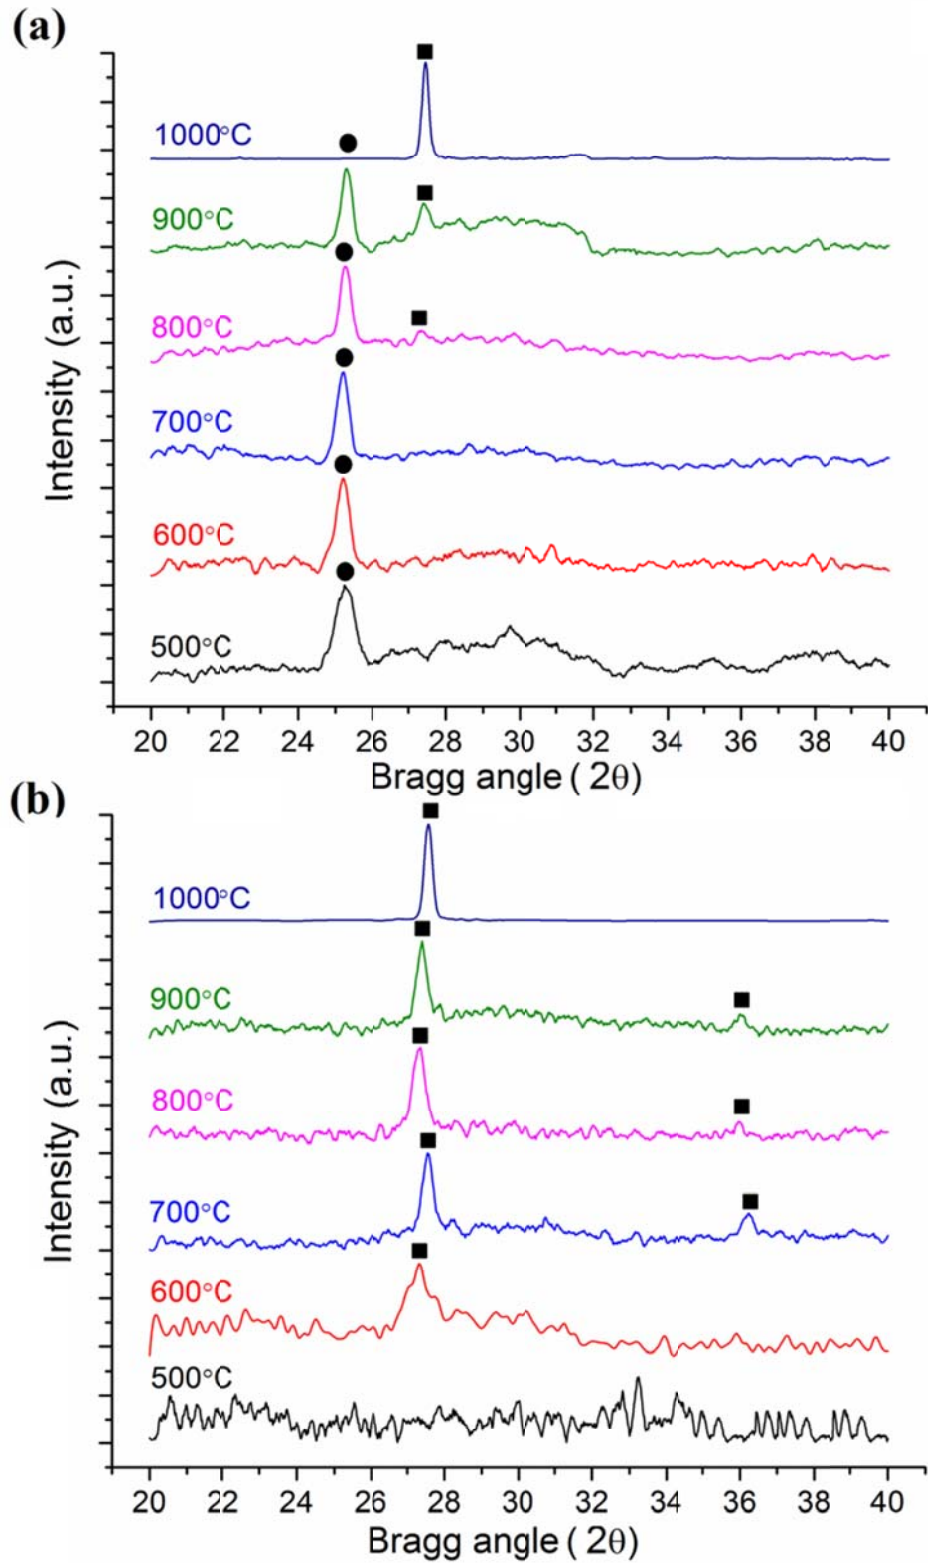 (a)
1000°C
900°C
800°C
700°C
600°C
500°C
Intensity (a.u.)
20 22 24 26 28 30 32 34 36 38 40
Bragg angle ( 2θ)
(b)
1000°C
900°C
800°C
700°C
600°C
500°C
Intensity (a.u.)
20 22 24 26 28 30 32 34 36 38 40
Bragg angle ( 2θ)